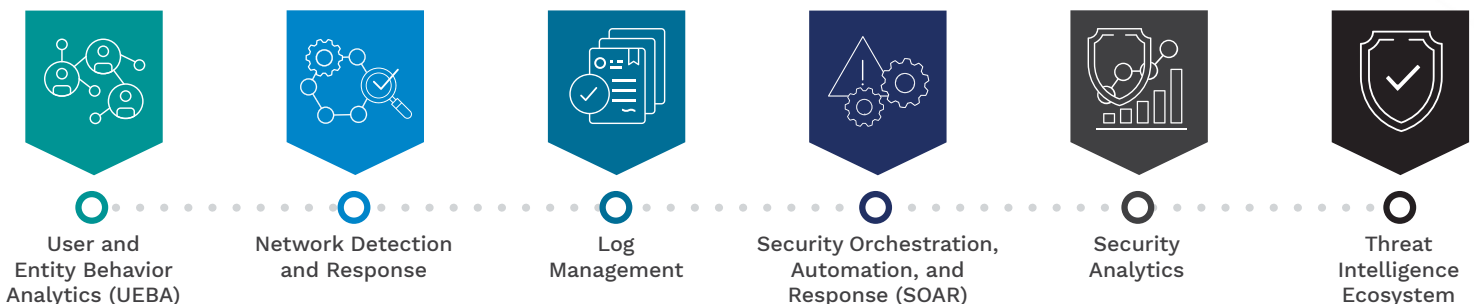 User and
Entity Behavior
Analytics (UEBA)
Network Detection
and Response
Log
Management
Security Orchestration,
Automation, and
Response (SOAR)
Security
Analytics
Threat
Intelligence
Ecosystem